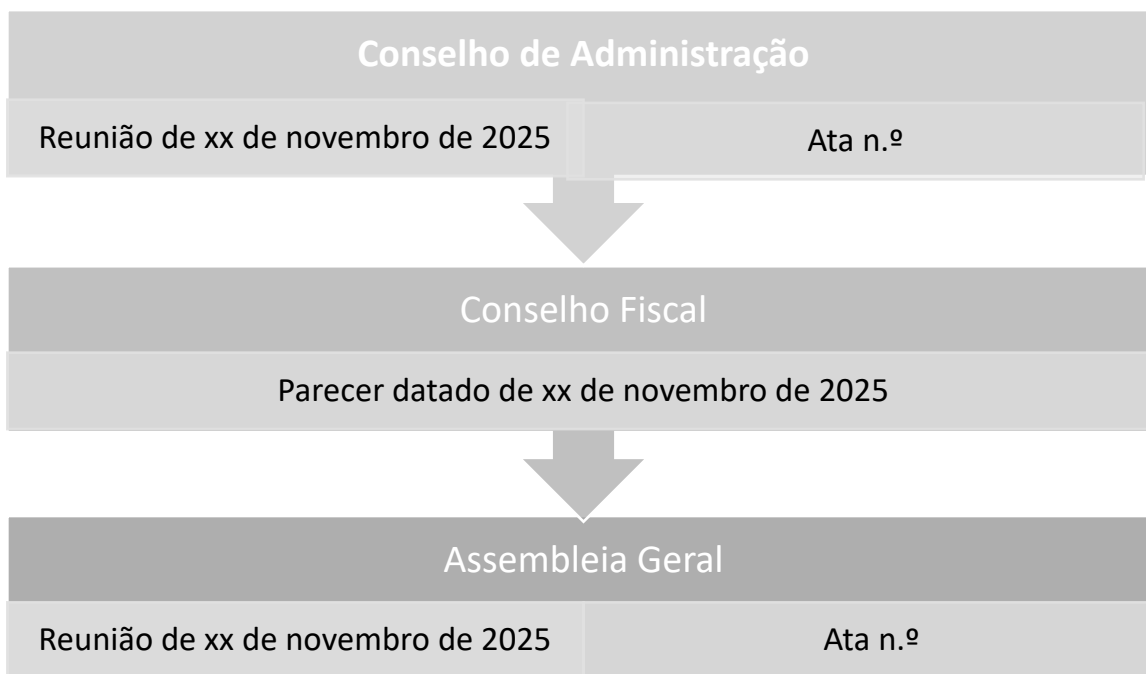 Conselho de Administração
Reunião de xx de novembro de 2025
Ata n.º
Conselho Fiscal
Parecer datado de xx de novembro de 2025
Assembleia Geral
Reunião de xx de novembro de 2025
Ata n.º